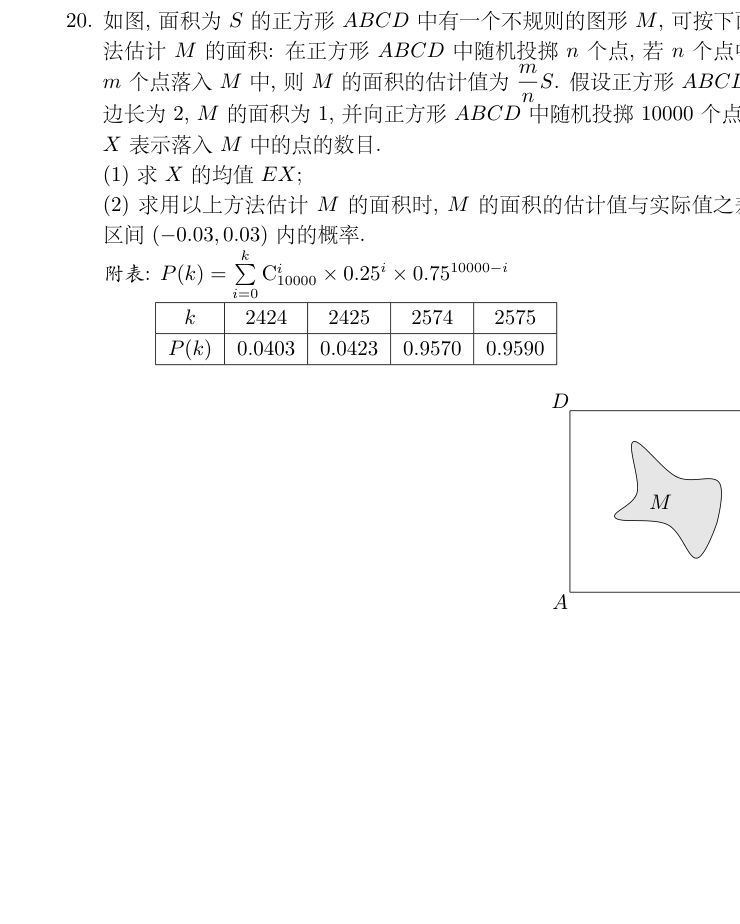 20. 如图, 面积为 S 的正方形 ABCD 中有一个不规则的图形 M, 可按下
法估计 M 的面积: 在正方形 ABCD 中随机投掷 n 个点, 若 n 个点
m 个点落入 M 中, 则 M 的面积的估计值为 \frac{m}{n}S. 假设正方形 ABC
边长为 2, M 的面积为 1, 并向正方形 ABCD 中随机投掷 10000 个点
X 表示落入 M 中的点的数目.
(1) 求 X 的均值 EX;
(2) 求用以上方法估计 M 的面积时, M 的面积的估计值与实际值之
区间 (−0.03, 0.03) 内的概率.
附表: P(k) = \sum_{i=0}^{k} C_{10000}^{i} × 0.25^{i} × 0.75^{10000−i}
k 2424 2425 2574 2575
P(k) 0.0403 0.0423 0.9570 0.9590
D
M
A